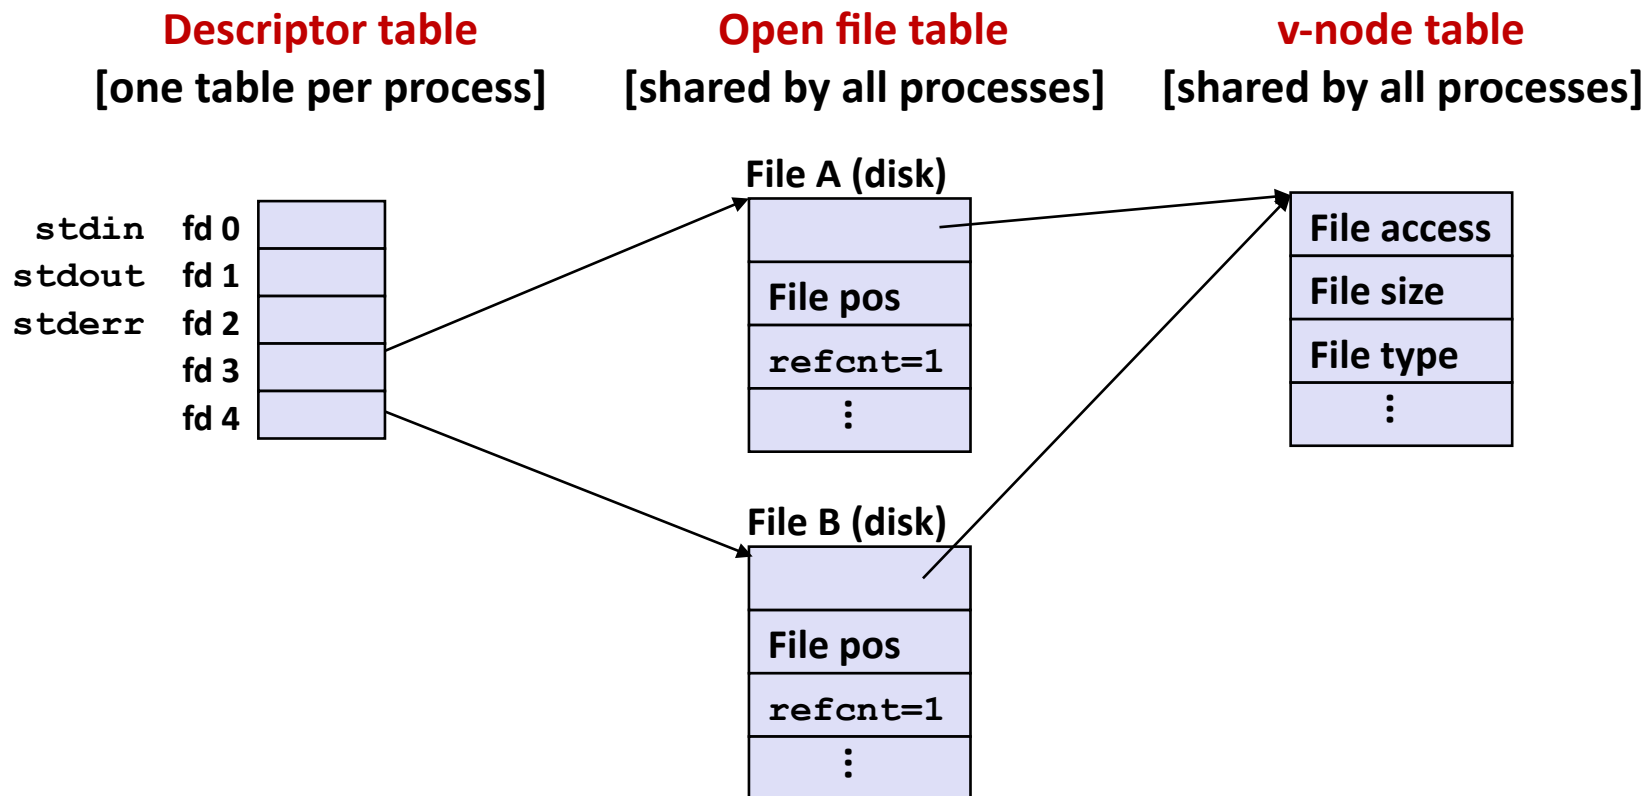 Descriptor table
[one table per process]
Open file table
[shared by all processes]
v-node table
[shared by all processes]
stdin fd 0
stdout fd 1
stderr fd 2
fd 3
fd 4
File A (disk)
File pos
refcnt=1
⋮
File B (disk)
File pos
refcnt=1
⋮
File access
File size
File type
⋮